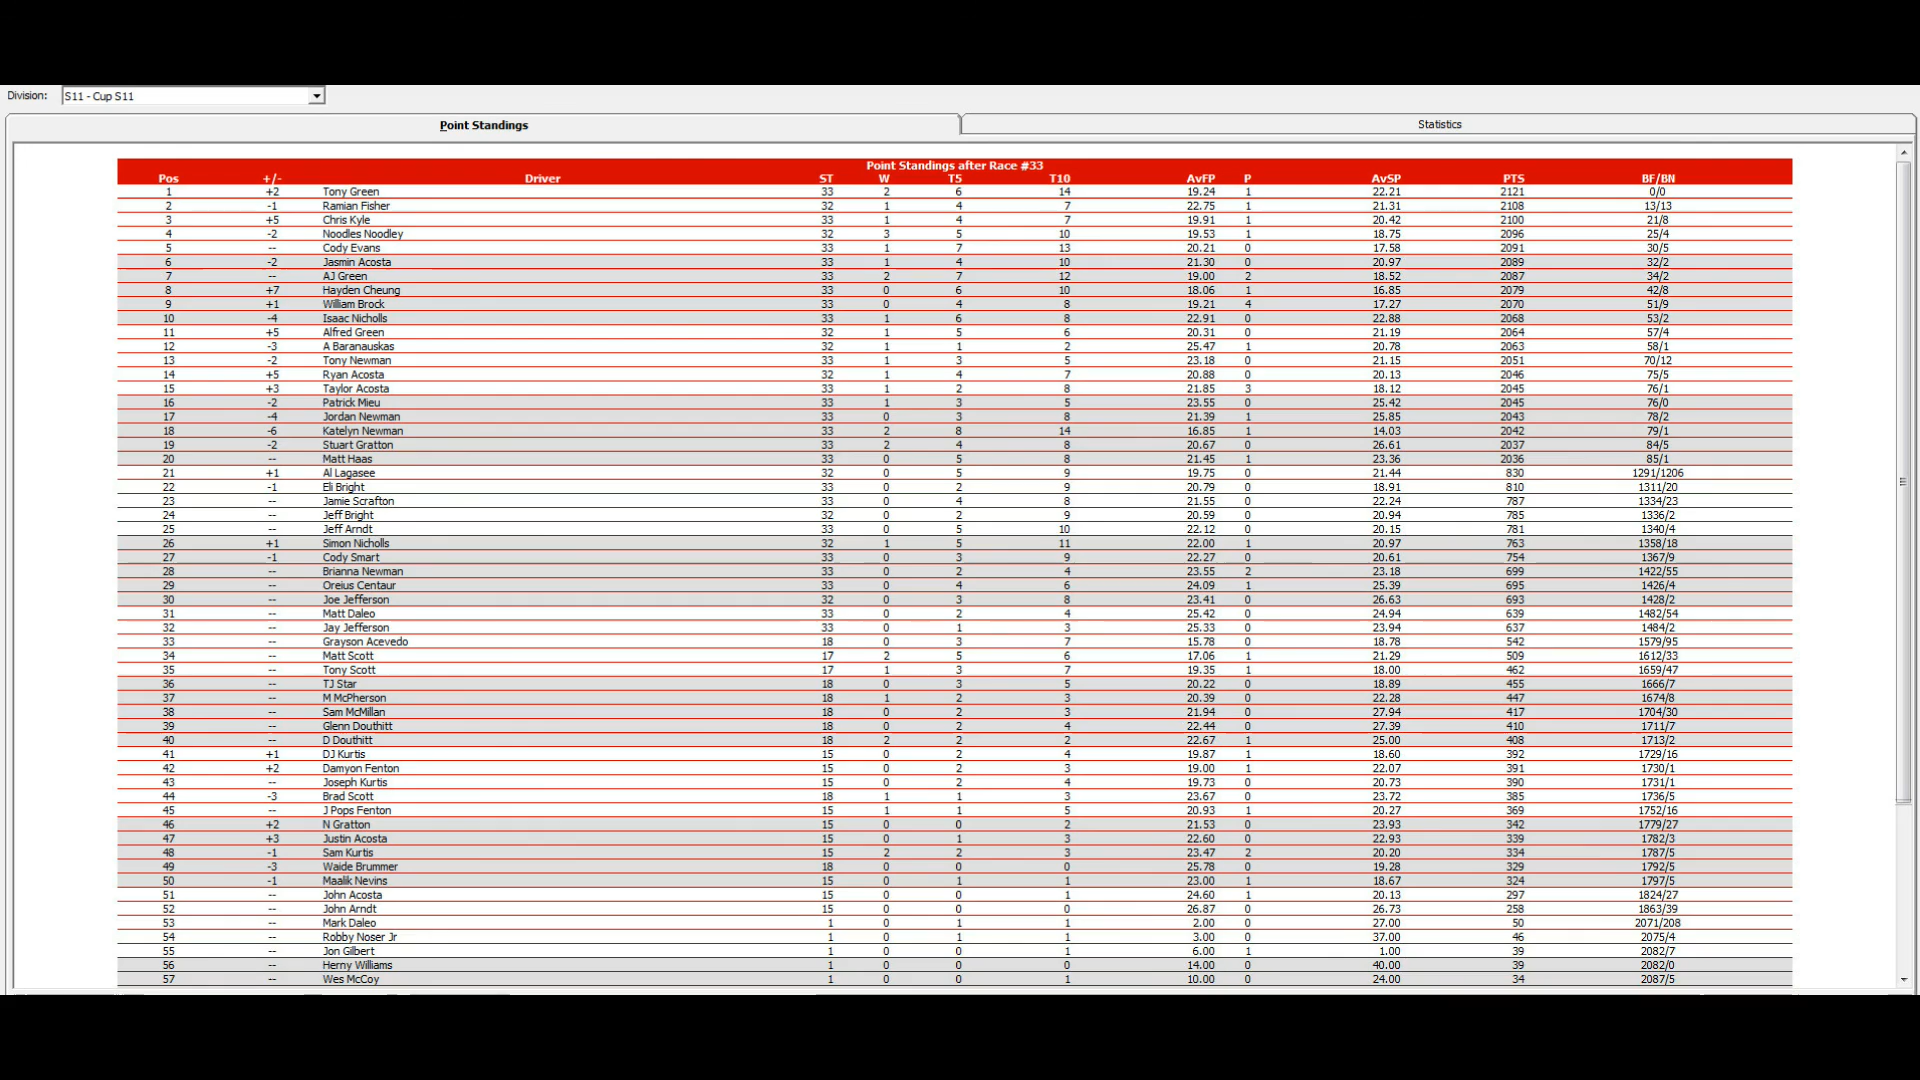 Division: S11 - Cup S11
Point Standings Statistics
Point Standings after Race #33
Pos +/- Driver ST W T5 T10 AvFP P AvSP PTS BF/BN
1 +2 Tony Green 33 2 6 14 19.24 1 22.21 2121 0/0
2 -1 Ramian Fisher 32 1 4 7 22.75 1 21.31 2108 13/13
3 +5 Chris Kyle 33 1 4 7 19.91 1 20.42 2100 21/8
4 -2 Noodles Noodley 32 3 5 10 19.53 1 18.75 2096 25/4
5 -- Cody Evans 33 1 7 13 20.21 0 17.58 2091 30/5
6 -2 Jasmin Acosta 33 1 4 10 21.30 0 20.97 2089 32/2
7 -- AJ Green 33 2 7 12 19.00 2 18.52 2087 34/2
8 +7 Hayden Cheung 33 0 6 10 18.06 1 16.85 2079 42/8
9 +1 William Brock 33 0 4 8 19.21 4 17.27 2070 51/9
10 -4 Isaac Nicholls 33 1 6 8 22.91 0 22.88 2068 53/2
11 +5 Alfred Green 32 1 5 6 20.31 0 21.19 2064 57/4
12 -3 A Baranauskas 32 1 1 2 25.47 1 20.78 2063 58/1
13 -2 Tony Newman 33 1 3 5 23.18 0 21.15 2051 70/12
14 +5 Ryan Acosta 32 1 4 7 20.88 0 20.13 2046 75/5
15 +3 Taylor Acosta 33 1 2 8 21.85 3 18.12 2045 76/1
16 -2 Patrick Mieu 33 1 3 5 23.55 0 25.42 2045 76/0
17 -4 Jordan Newman 33 0 3 8 21.39 1 25.85 2043 78/2
18 -6 Katelyn Newman 33 2 8 14 16.85 1 14.03 2042 79/1
19 -2 Stuart Gratton 33 2 4 8 20.67 0 26.61 2037 84/5
20 -- Matt Haas 33 0 5 8 21.45 1 23.36 2036 85/1
21 +1 Al Lagasee 32 0 5 9 19.75 0 21.44 830 1291/1206
22 -1 Eli Bright 33 0 2 9 20.79 0 18.91 810 1311/20
23 -- Jamie Scrafton 33 0 4 8 21.55 0 22.24 787 1334/23
24 -- Jeff Bright 32 0 2 9 20.59 0 20.94 785 1336/2
25 -- Jeff Arndt 33 0 5 10 22.12 0 20.15 781 1340/4
26 +1 Simon Nicholls 32 1 5 11 22.00 1 20.97 763 1358/18
27 -1 Cody Smart 33 0 3 9 22.27 0 20.61 754 1367/9
28 -- Brianna Newman 33 0 2 4 23.55 2 23.18 699 1422/55
29 -- Oreius Centaur 33 0 4 6 24.09 1 25.39 695 1426/4
30 -- Joe Jefferson 32 0 3 8 23.41 0 26.63 693 1428/2
31 -- Matt Daleo 33 0 2 4 25.42 0 24.94 639 1482/54
32 -- Jay Jefferson 33 0 1 3 25.33 0 23.94 637 1484/2
33 -- Grayson Acevedo 18 0 3 7 15.78 0 18.78 542 1579/95
34 -- Matt Scott 17 2 5 6 17.06 1 21.29 509 1612/33
35 -- Tony Scott 17 1 3 7 19.35 1 18.00 462 1659/47
36 -- TJ Star 18 0 3 5 20.22 0 18.89 455 1666/7
37 -- M McPherson 18 1 2 3 20.39 0 22.28 447 1674/8
38 -- Sam McMillan 18 0 2 3 21.94 0 27.94 417 1704/30
39 -- Glenn Douthitt 18 0 2 4 22.44 0 27.39 410 1711/7
40 -- D Douthitt 18 2 2 2 22.67 1 25.00 408 1713/2
41 +1 DJ Kurtis 15 0 2 4 19.87 1 18.60 392 1729/16
42 +2 Damyon Fenton 15 0 2 3 19.00 1 22.07 391 1730/1
43 -- Joseph Kurtis 15 0 2 4 19.73 0 20.73 390 1731/1
44 -3 Brad Scott 18 1 1 3 23.67 0 23.72 385 1736/5
45 -- J Pops Fenton 15 1 1 5 20.93 1 20.27 369 1752/16
46 +2 N Gratton 15 0 0 2 21.53 0 23.93 342 1779/27
47 +3 Justin Acosta 15 0 1 3 22.60 0 22.93 339 1782/3
48 -1 Sam Kurtis 15 2 2 3 23.47 2 20.20 334 1787/5
49 -3 Waide Brummer 18 0 0 0 25.78 0 19.28 329 1792/5
50 -1 Maalik Nevins 15 0 1 1 23.00 1 18.67 324 1797/5
51 -- John Acosta 15 0 0 1 24.60 1 20.13 297 1824/27
52 -- John Arndt 15 0 0 0 26.87 0 26.73 258 1863/39
53 -- Mark Daleo 1 0 1 1 2.00 0 27.00 50 2071/208
54 -- Robby Noser Jr 1 0 1 1 3.00 0 37.00 46 2075/4
55 -- Jon Gilbert 1 0 0 1 6.00 1 1.00 39 2082/7
56 -- Herny Williams 1 0 0 0 14.00 0 40.00 39 2082/0
57 -- Wes McCoy 1 0 0 1 10.00 0 24.00 34 2087/5